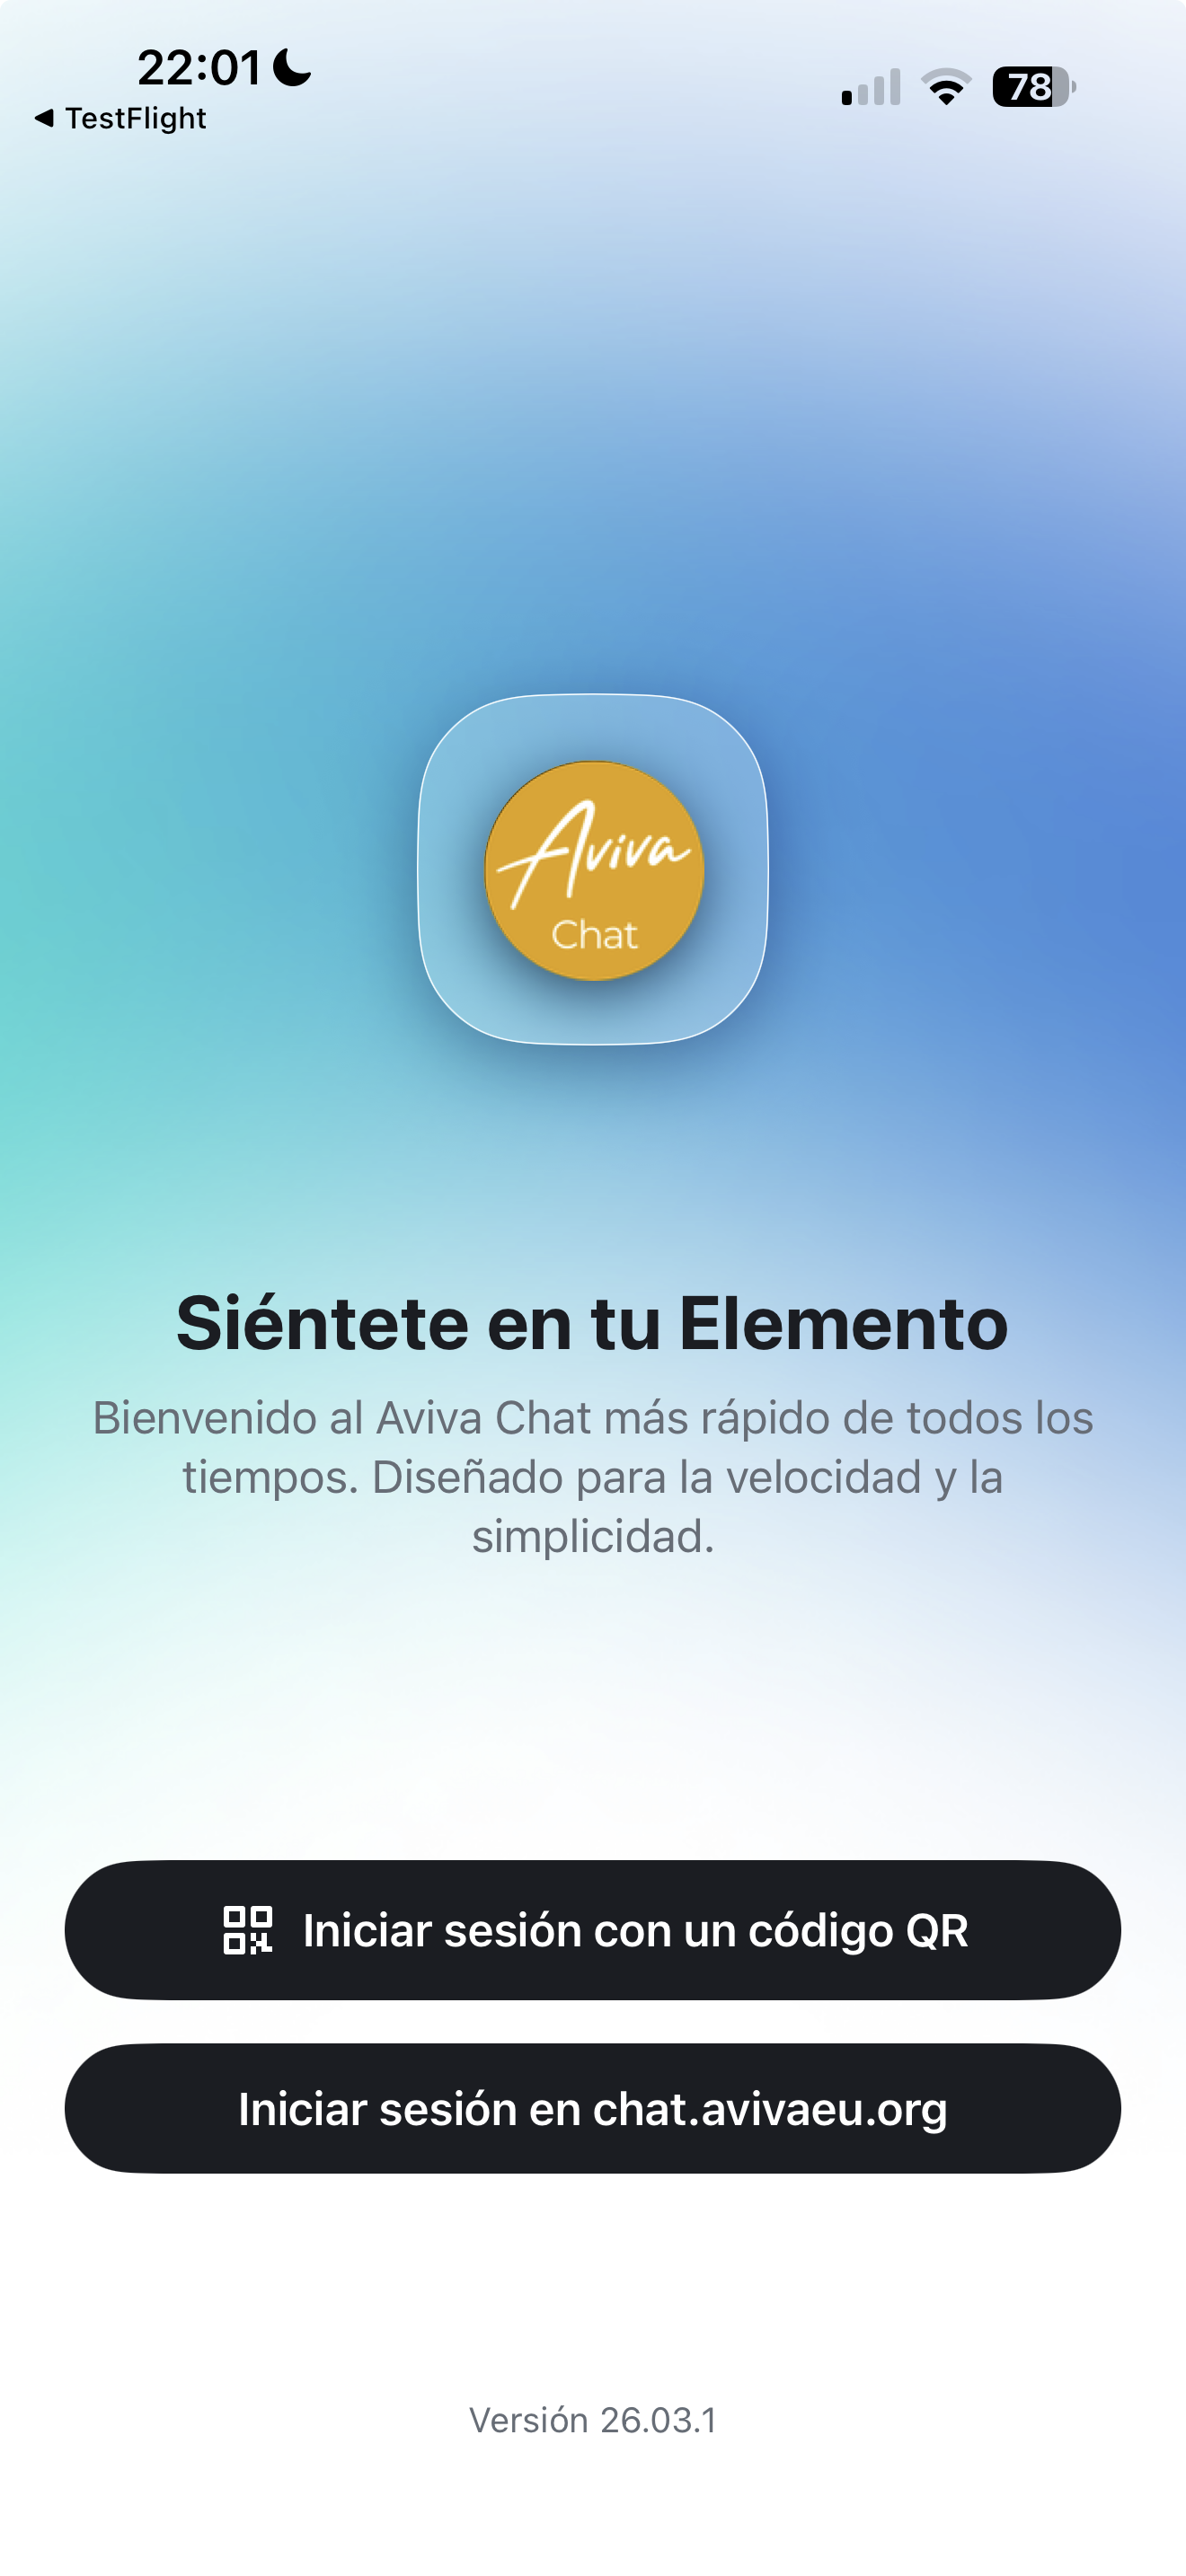 22:01
78
TestFlight
Aviva
Chat
Siéntete en tu Elemento
Bienvenido al Aviva Chat más rápido de todos los
tiempos. Diseñado para la velocidad y la
simplicidad.
Iniciar sesión con un código QR
Iniciar sesión en chat.avivaeu.org
Versión 26.03.1